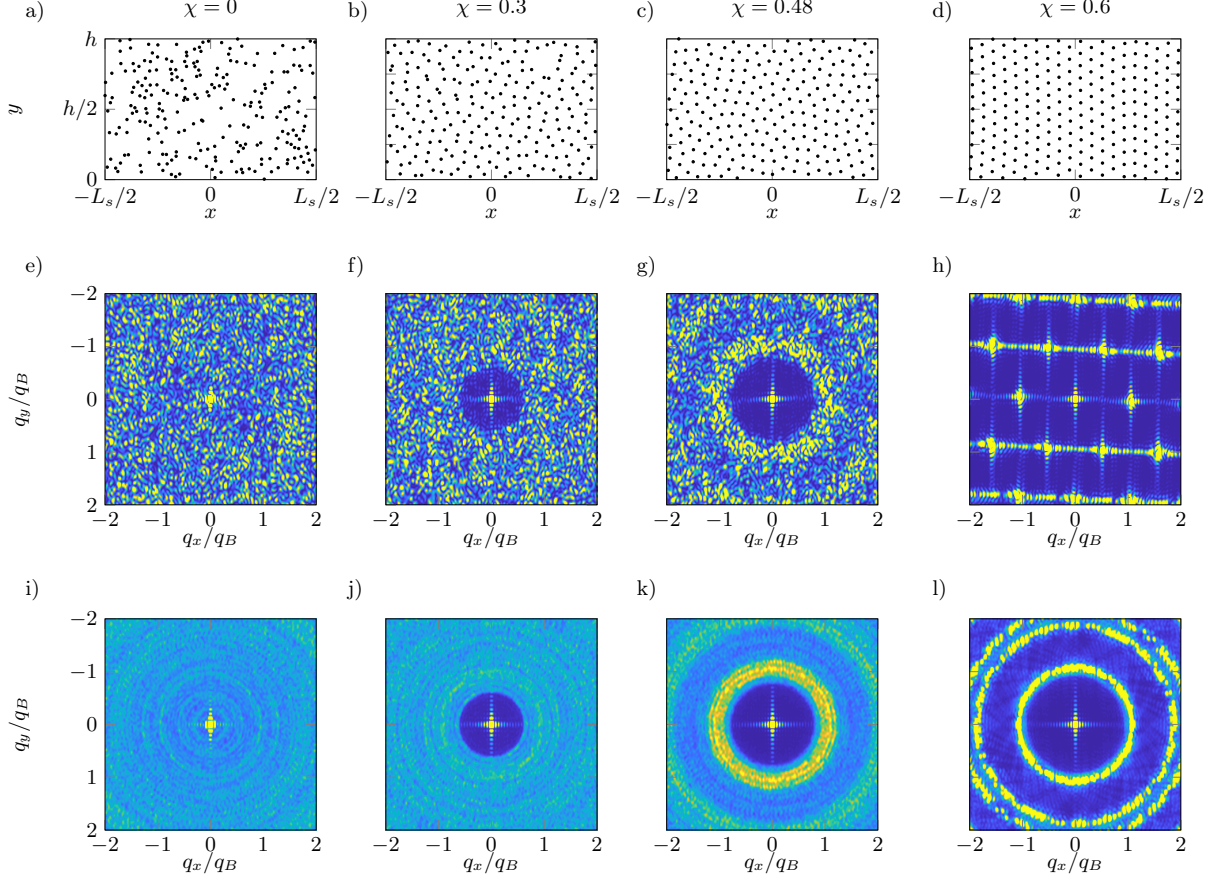 a) χ = 0 b) χ = 0.3 c) χ = 0.48 d) χ = 0.6
h
y h/2
0
−L_s/2 0 L_s/2 −L_s/2 0 L_s/2 −L_s/2 0 L_s/2 −L_s/2 0 L_s/2
x x x x
e) f) g) h)
−2
−1
q_y/q_B 0
1
2
−2 −1 0 1 2 −2 −1 0 1 2 −2 −1 0 1 2 −2 −1 0 1 2
q_x/q_B q_x/q_B q_x/q_B q_x/q_B
i) j) k) l)
−2
−1
q_y/q_B 0
1
2
−2 −1 0 1 2 −2 −1 0 1 2 −2 −1 0 1 2 −2 −1 0 1 2
q_x/q_B q_x/q_B q_x/q_B q_x/q_B